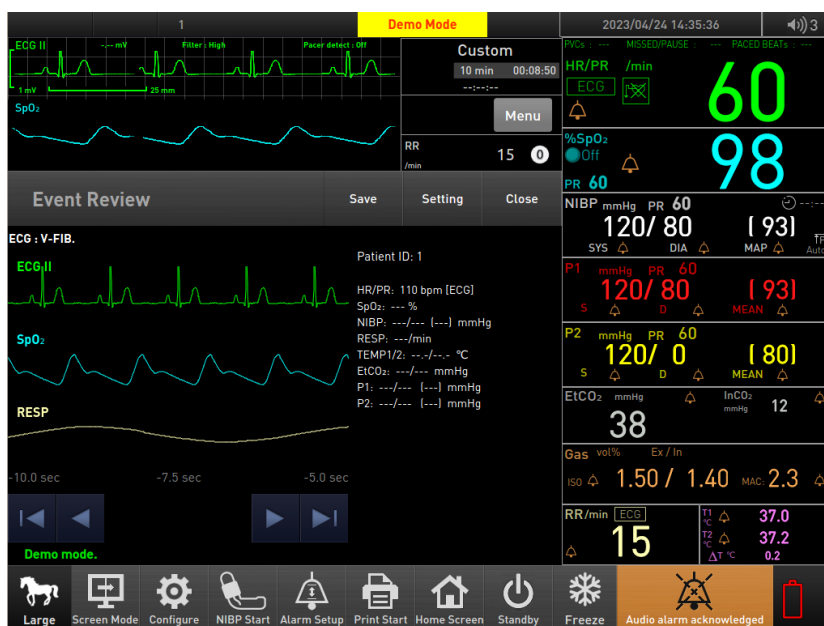 1
Demo Mode
2023/04/24 14:35:36
3
ECG II
-.-- mV
Filter : High
Pacer detect : Off
1 mV
25 mm
SpO₂
Custom
10 min 00:08:50
--:--:--
Menu
RR
/min
15 0
PVCs : --- MISSED/PAUSE : --- PACED BEATs : ---
HR/PR /min
ECG
60
%SpO₂
Off
98
PR 60
NIBP mmHg PR 60
--:--
120/ 80 ( 93)
SYS DIA MAP
Auto
P1 mmHg PR 60
120/ 80 ( 93)
S D MEAN
P2 mmHg PR 60
120/ 0 ( 80)
S D MEAN
EtCO₂ mmHg
38
InCO₂
mmHg
12
Gas vol% Ex / In
ISO 1.50 / 1.40 MAC: 2.3
RR/min ECG
15
T1 °C 37.0
T2 °C 37.2
ΔT °C 0.2
Event Review
Save
Setting
Close
ECG : V-FIB.
ECG II
SpO₂
RESP
-10.0 sec
-7.5 sec
-5.0 sec
Patient ID: 1
HR/PR: 110 bpm [ECG]
SpO₂: --- %
NIBP: ---/--- (---) mmHg
RESP: ---/min
TEMP1/2: --.-/--.- °C
EtCO₂: ---/--- mmHg
P1: ---/--- (---) mmHg
P2: ---/--- (---) mmHg
Demo mode.
Large
Screen Mode
Configure
NIBP Start
Alarm Setup
Print Start
Home Screen
Standby
Freeze
Audio alarm acknowledged